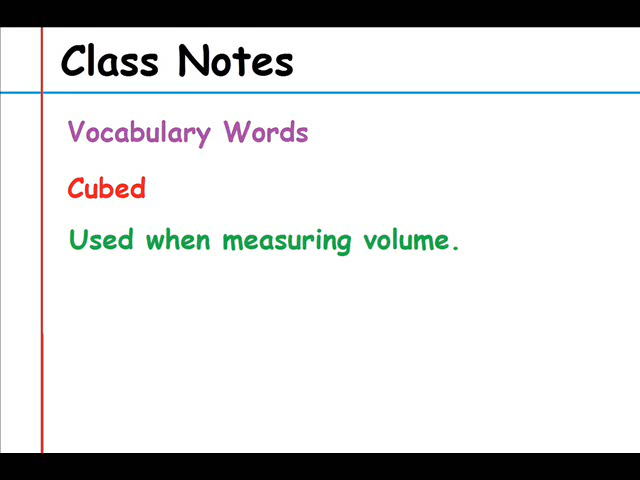 Class Notes
Vocabulary Words
Cubed
Used when measuring volume.